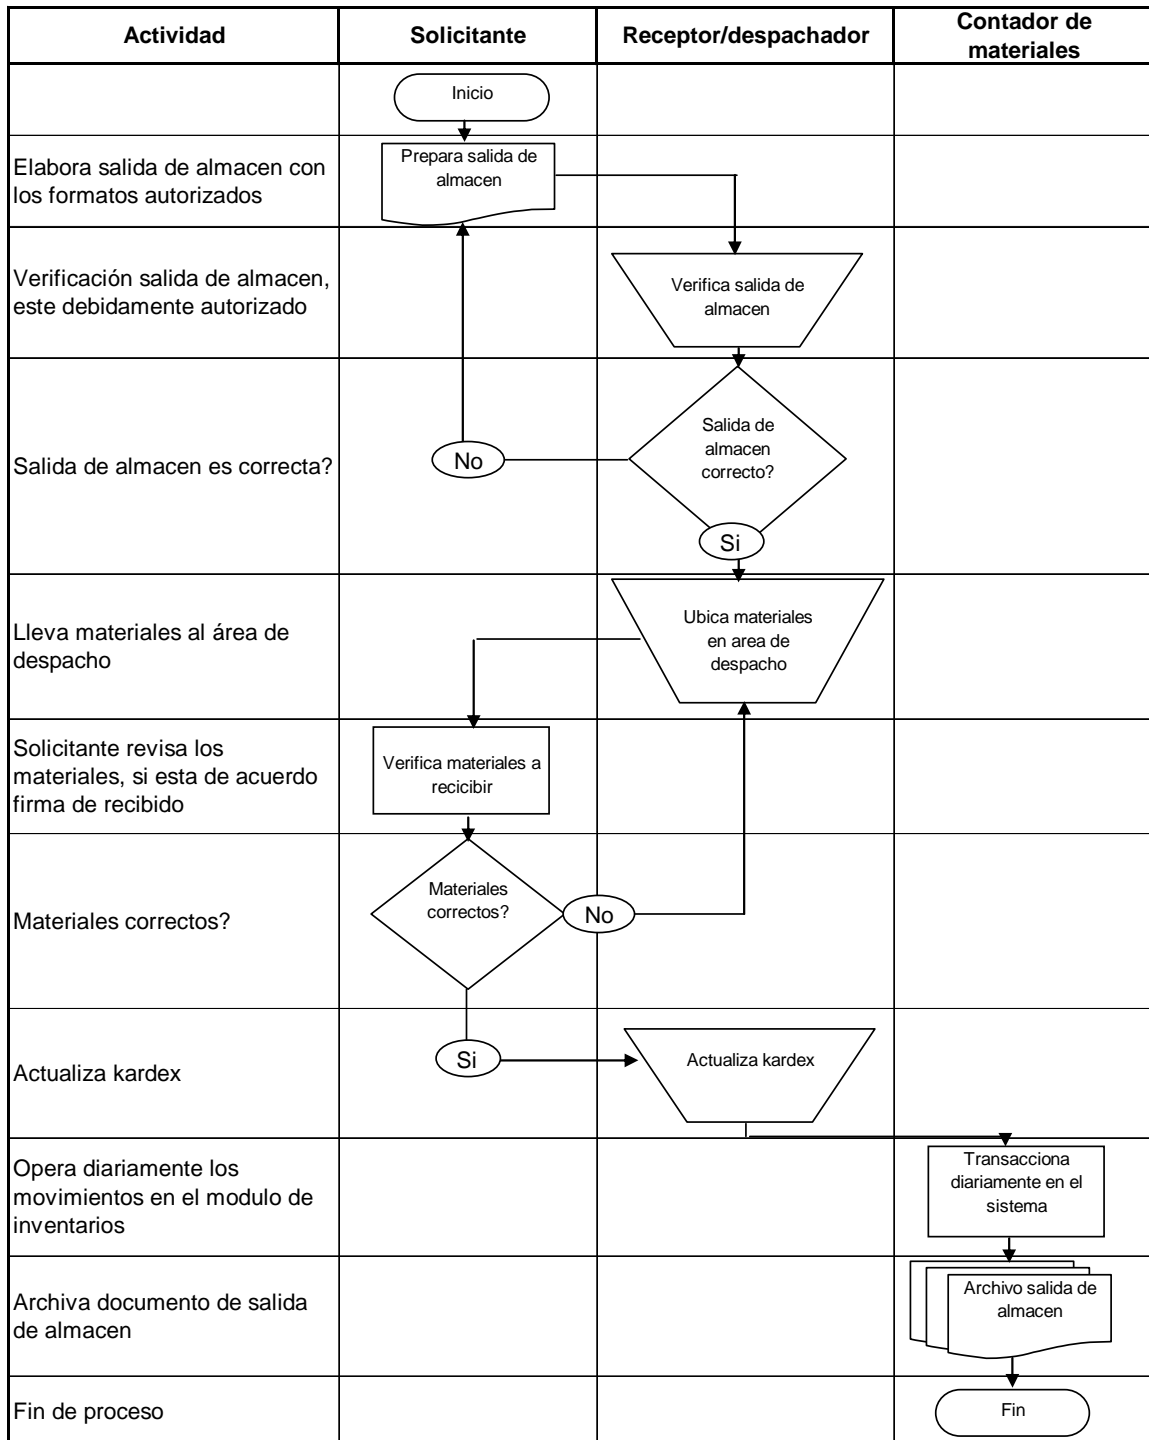 Actividad
Solicitante
Receptor/despachador
Contador de
materiales
Inicio
Elabora salida de almacen con
los formatos autorizados
Prepara salida de
almacen
Verificación salida de almacen,
este debidamente autorizado
Verifica salida de
almacen
Salida de almacen es correcta?
No
Salida de
almacen
correcto?
Si
Lleva materiales al área de
despacho
Ubica materiales
en area de
despacho
Solicitante revisa los
materiales, si esta de acuerdo
firma de recibido
Verifica materiales a
recicibir
Materiales correctos?
Materiales
correctos?
No
Actualiza kardex
Si
Actualiza kardex
Opera diariamente los
movimientos en el modulo de
inventarios
Transacciona
diariamente en el
sistema
Archiva documento de salida
de almacen
Archivo salida de
almacen
Fin de proceso
Fin